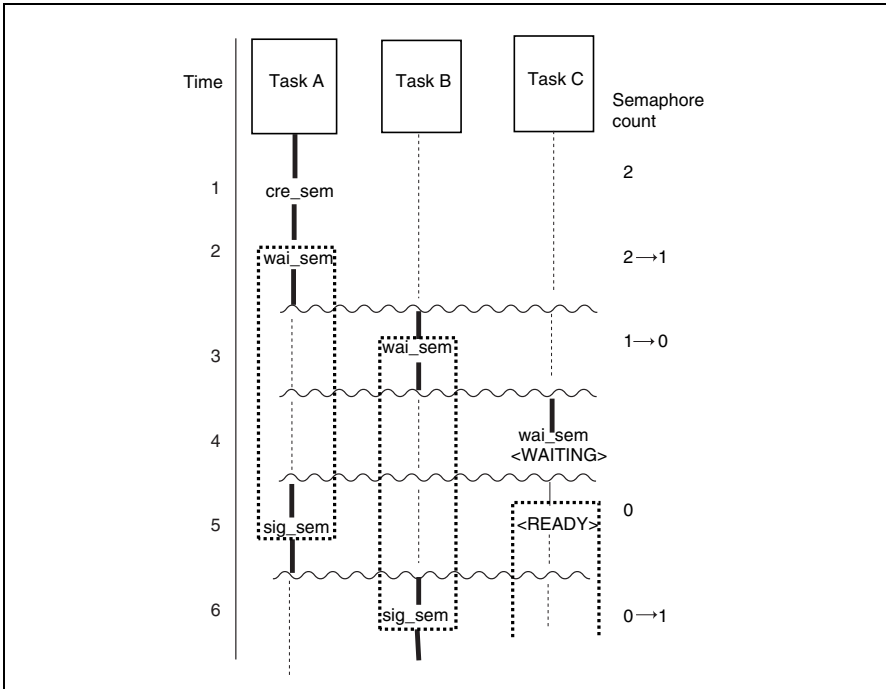 Time
Task A
Task B
Task C
Semaphore
count
1
cre_sem
2
2
wai_sem
2→1
3
wai_sem
1→0
4
wai_sem
<WAITING>
5
sig_sem
<READY>
0
6
sig_sem
0→1